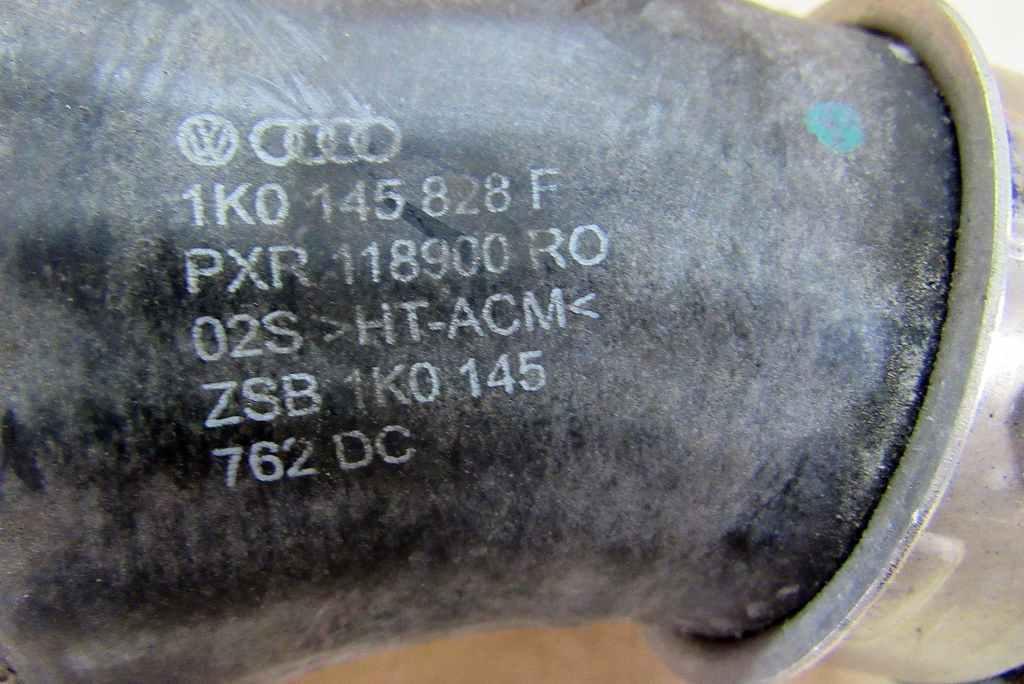 1K0 145 828 F
PXR 118900 RO
02S >HT-ACM<
ZSB 1K0 145
762 DC